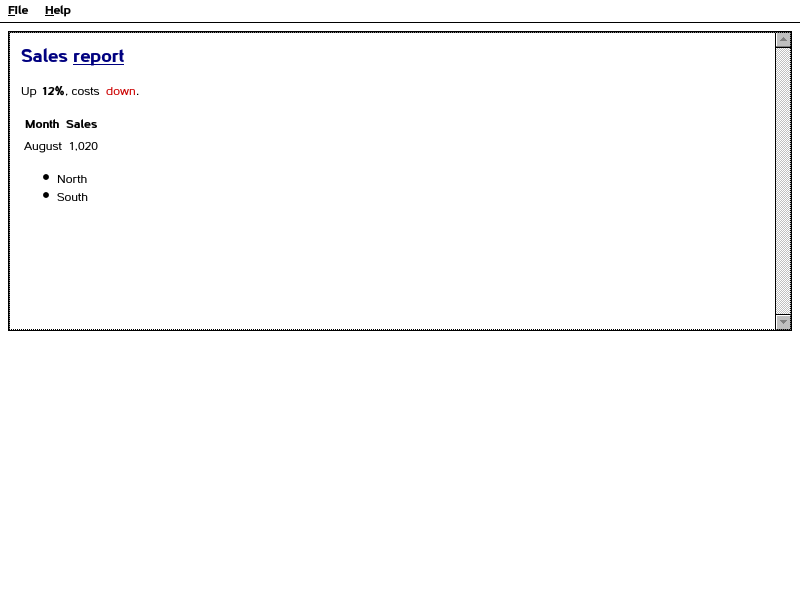 File Help
Sales report
Up 12%, costs down.
Month Sales
August 1,020
North
South